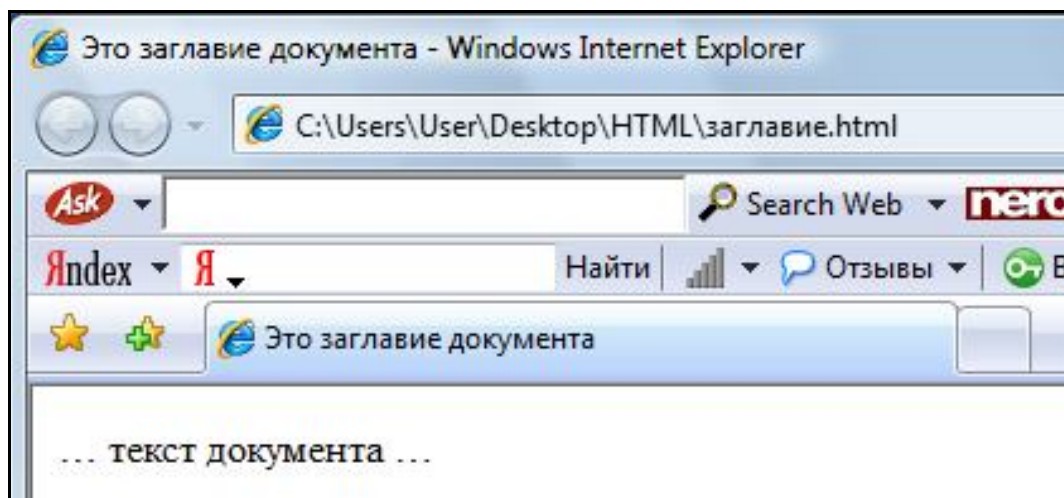 Это заглавие документа - Windows Internet Explorer
C:\Users\User\Desktop\HTML\заглавие.html
Ask Search Web nero
Яndex Я Найти Отзывы В
Это заглавие документа
… текст документа …